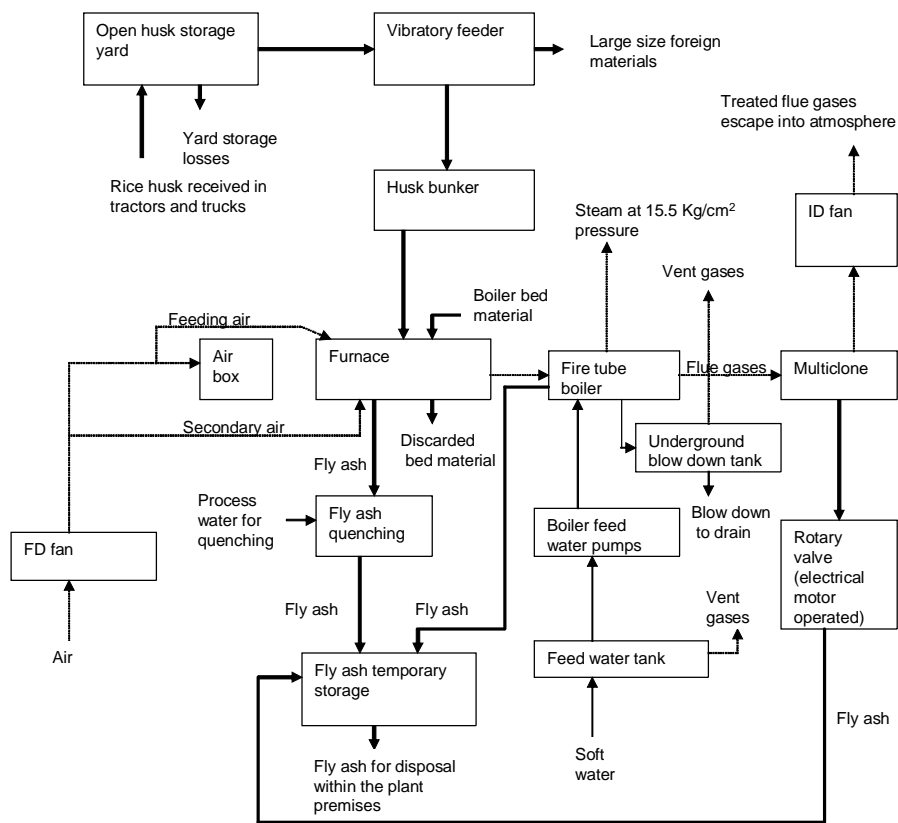 Open husk storage
yard
Vibratory feeder
Large size foreign
materials
Treated flue gases
escape into atmosphere
Yard storage
losses
Rice husk received in
tractors and trucks
Husk bunker
Steam at 15.5 Kg/cm²
pressure
ID fan
Vent gases
Boiler bed
material
Feeding air
Air
box
Furnace
Fire tube
boiler
Flue gases
Multiclone
Secondary air
Discarded
bed material
Underground
blow down tank
Fly ash
Process
water for
quenching
Fly ash
quenching
Boiler feed
water pumps
Blow down
to drain
Rotary
valve
(electrical
motor
operated)
FD fan
Fly ash
Fly ash
Vent
gases
Air
Fly ash temporary
storage
Feed water tank
Fly ash
Soft
water
Fly ash for disposal
within the plant
premises